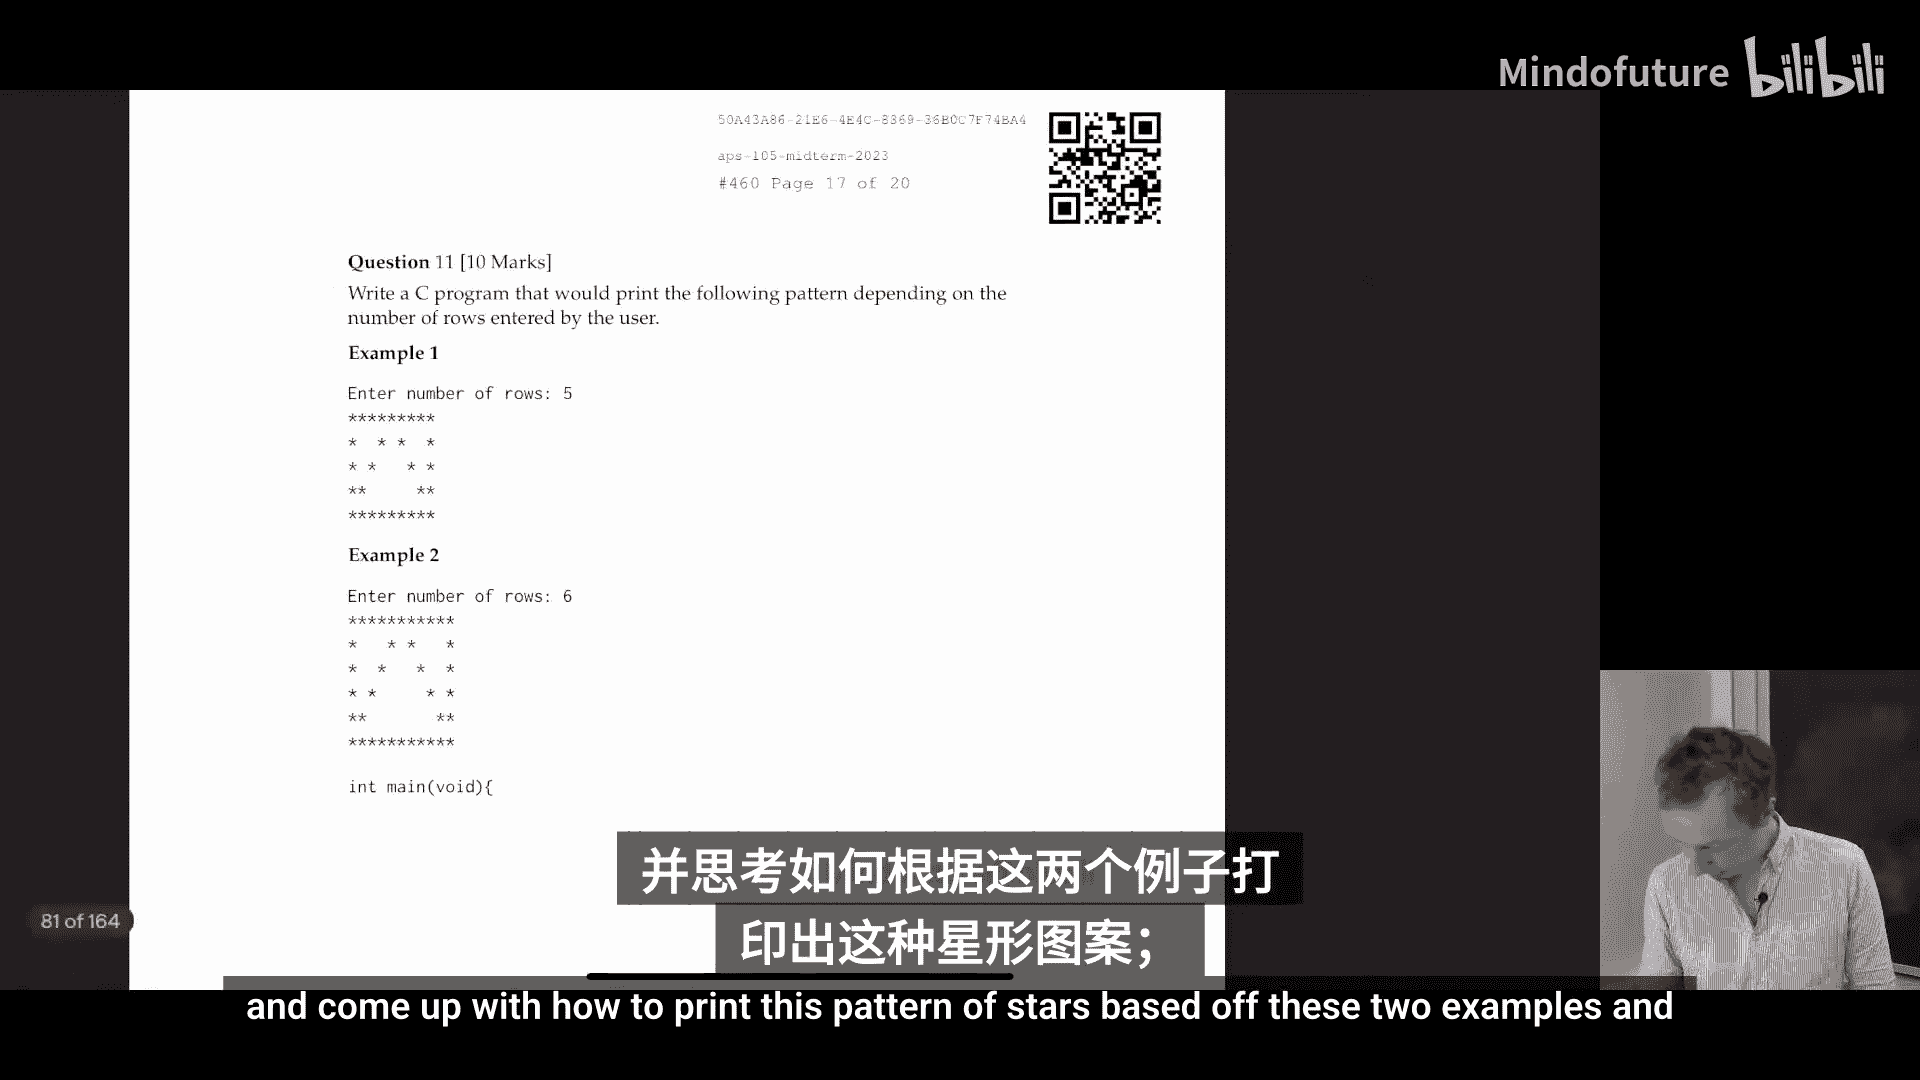 Mindofuture bilibili
50A43A86-21E6-4E4C-8369-36B0C7F74BA4
aps-105-midterm-2023
#460 Page 17 of 20
Question 11 [10 Marks]
Write a C program that would print the following pattern depending on the
number of rows entered by the user.
Example 1
Enter number of rows: 5
*********
*  * *  *
* *   * *
**     **
*********
Example 2
Enter number of rows: 6
***********
*   * *   *
*  *   *  *
* *     * *
**       **
***********
int main(void){
并思考如何根据这两个例子打
印出这种星形图案；
81 of 164
and come up with how to print this pattern of stars based off these two examples and